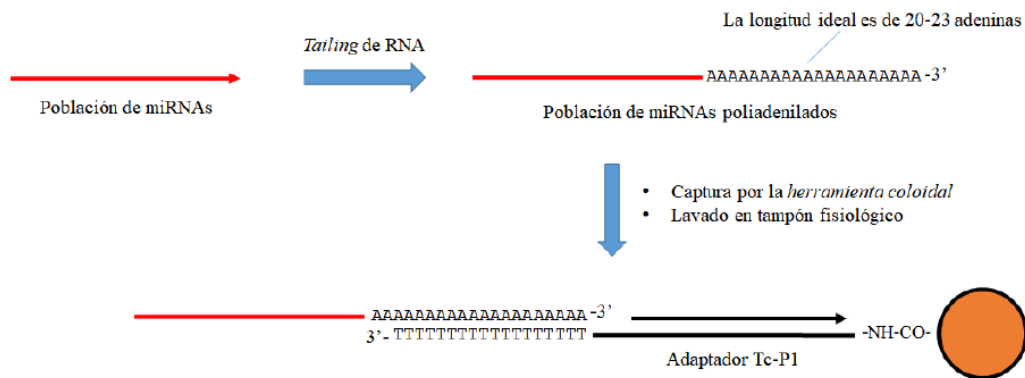 La longitud ideal es de 20-23 adeninas
Tailing de RNA
AAAAAAAAAAAAAAAAAAAA -3’
Población de miRNAs
Población de miRNAs poliadenilados
• Captura por la herramienta coloidal
• Lavado en tampón fisiológico
AAAAAAAAAAAAAAAAAAAA -3’
3’- TTTTTTTTTTTTTTTTTT
-NH-CO-
Adaptador Tc-P1